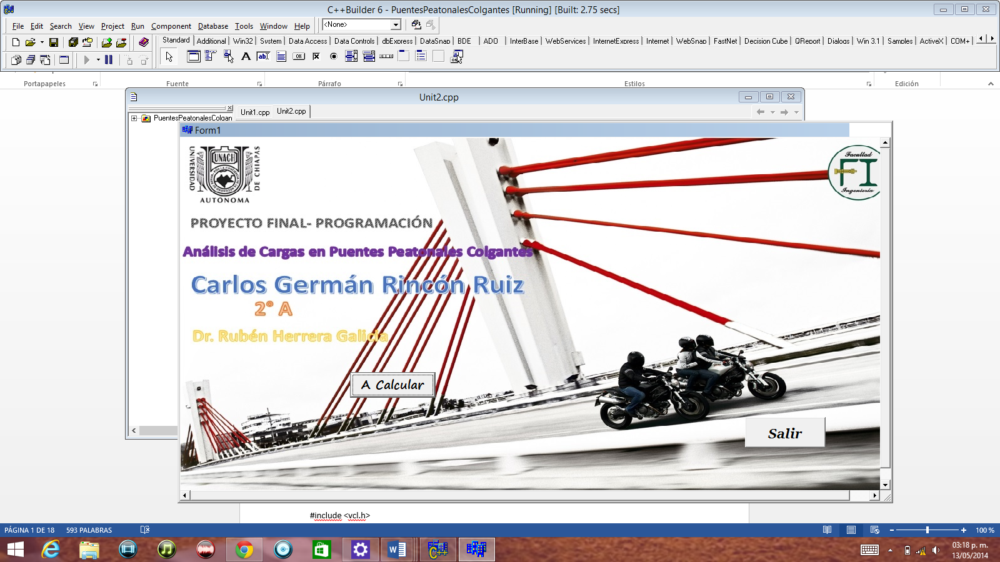 C++Builder 6 - PuentesPeatonalesColgantes [Running] [Built: 2.75 secs]
File Edit Search View Project Run Component Database Tools Window Help
<None>
Standard Additional Win32 System Data Access Data Controls dbExpress DataSnap BDE ADO InterBase WebServices InternetExpress Internet WebSnap FastNet Decision Cube QReport Dialogs Win 3.1 Samples ActiveX COM+
Portapapeles Fuente Párrafo Estilos Edición
Unit2.cpp
PuentesPeatonalesColgan
Unit1.cpp Unit2.cpp
Form1
UNIVERSIDAD
UNACH
DE CHIAPAS
AUTÓNOMA
Facultad
FI
Ingeniería
PROYECTO FINAL- PROGRAMACIÓN
Análisis de Cargas en Puentes Peatonales Colgantes
Carlos Germán Rincón Ruiz
2° A
Dr. Rubén Herrera Galicia
A Calcular
Salir
#include <vcl.h>
PÁGINA 1 DE 18 593 PALABRAS 100 %
03:18 p. m.
13/05/2014